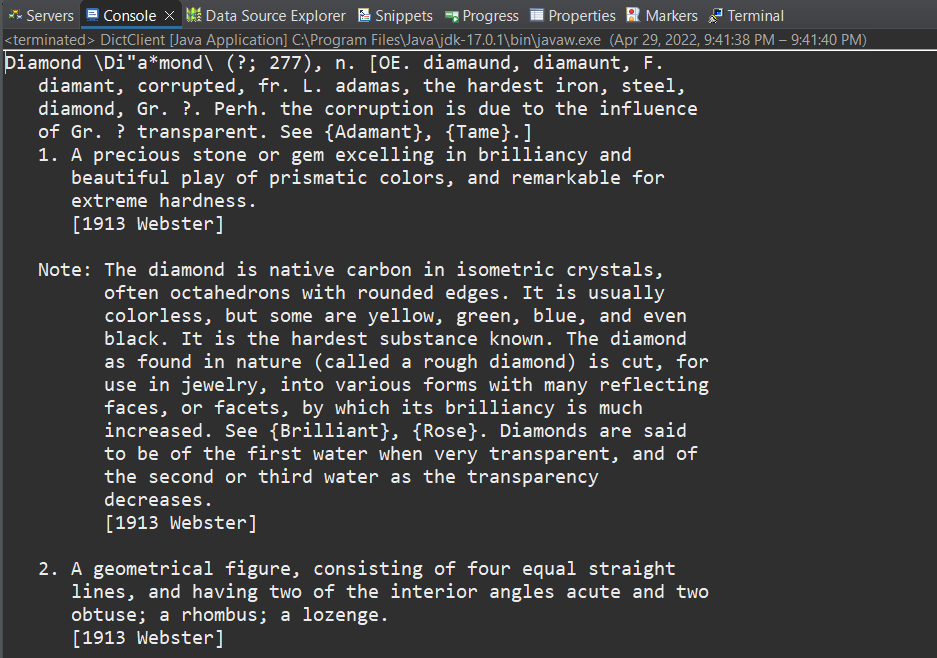 Servers Console Data Source Explorer Snippets Progress Properties Markers Terminal
<terminated> DictClient [Java Application] C:\Program Files\Java\jdk-17.0.1\bin\javaw.exe (Apr 29, 2022, 9:41:38 PM – 9:41:40 PM)
Diamond \Di"a*mond\ (?; 277), n. [OE. diamaund, diamaunt, F.
diamant, corrupted, fr. L. adamas, the hardest iron, steel,
diamond, Gr. ?. Perh. the corruption is due to the influence
of Gr. ? transparent. See {Adamant}, {Tame}.]
1. A precious stone or gem excelling in brilliancy and
beautiful play of prismatic colors, and remarkable for
extreme hardness.
[1913 Webster]
Note: The diamond is native carbon in isometric crystals,
often octahedrons with rounded edges. It is usually
colorless, but some are yellow, green, blue, and even
black. It is the hardest substance known. The diamond
as found in nature (called a rough diamond) is cut, for
use in jewelry, into various forms with many reflecting
faces, or facets, by which its brilliancy is much
increased. See {Brilliant}, {Rose}. Diamonds are said
to be of the first water when very transparent, and of
the second or third water as the transparency
decreases.
[1913 Webster]
2. A geometrical figure, consisting of four equal straight
lines, and having two of the interior angles acute and two
obtuse; a rhombus; a lozenge.
[1913 Webster]